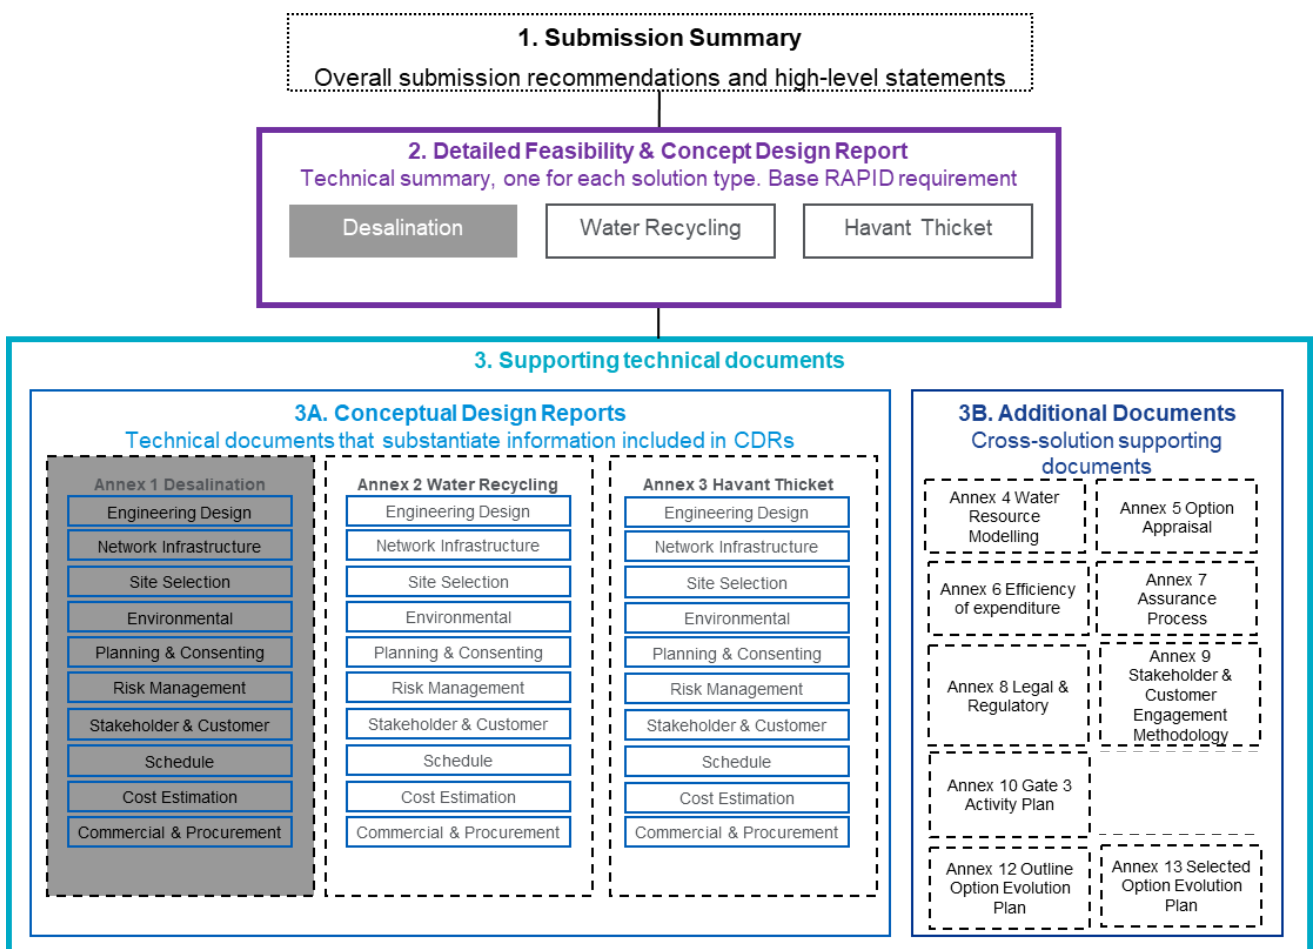 1. Submission Summary
Overall submission recommendations and high-level statements
2. Detailed Feasibility & Concept Design Report
Technical summary, one for each solution type. Base RAPID requirement
Desalination
Water Recycling
Havant Thicket
3. Supporting technical documents
3A. Conceptual Design Reports
Technical documents that substantiate information included in CDRs
Annex 1 Desalination
Engineering Design
Network Infrastructure
Site Selection
Environmental
Planning & Consenting
Risk Management
Stakeholder & Customer
Schedule
Cost Estimation
Commercial & Procurement
Annex 2 Water Recycling
Engineering Design
Network Infrastructure
Site Selection
Environmental
Planning & Consenting
Risk Management
Stakeholder & Customer
Schedule
Cost Estimation
Commercial & Procurement
Annex 3 Havant Thicket
Engineering Design
Network Infrastructure
Site Selection
Environmental
Planning & Consenting
Risk Management
Stakeholder & Customer
Schedule
Cost Estimation
Commercial & Procurement
3B. Additional Documents
Cross-solution supporting
documents
Annex 4 Water
Resource
Modelling
Annex 5 Option
Appraisal
Annex 6 Efficiency
of expenditure
Annex 7
Assurance
Process
Annex 8 Legal &
Regulatory
Annex 9
Stakeholder &
Customer
Engagement
Methodology
Annex 10 Gate 3
Activity Plan
Annex 12 Outline
Option Evolution
Plan
Annex 13 Selected
Option Evolution
Plan